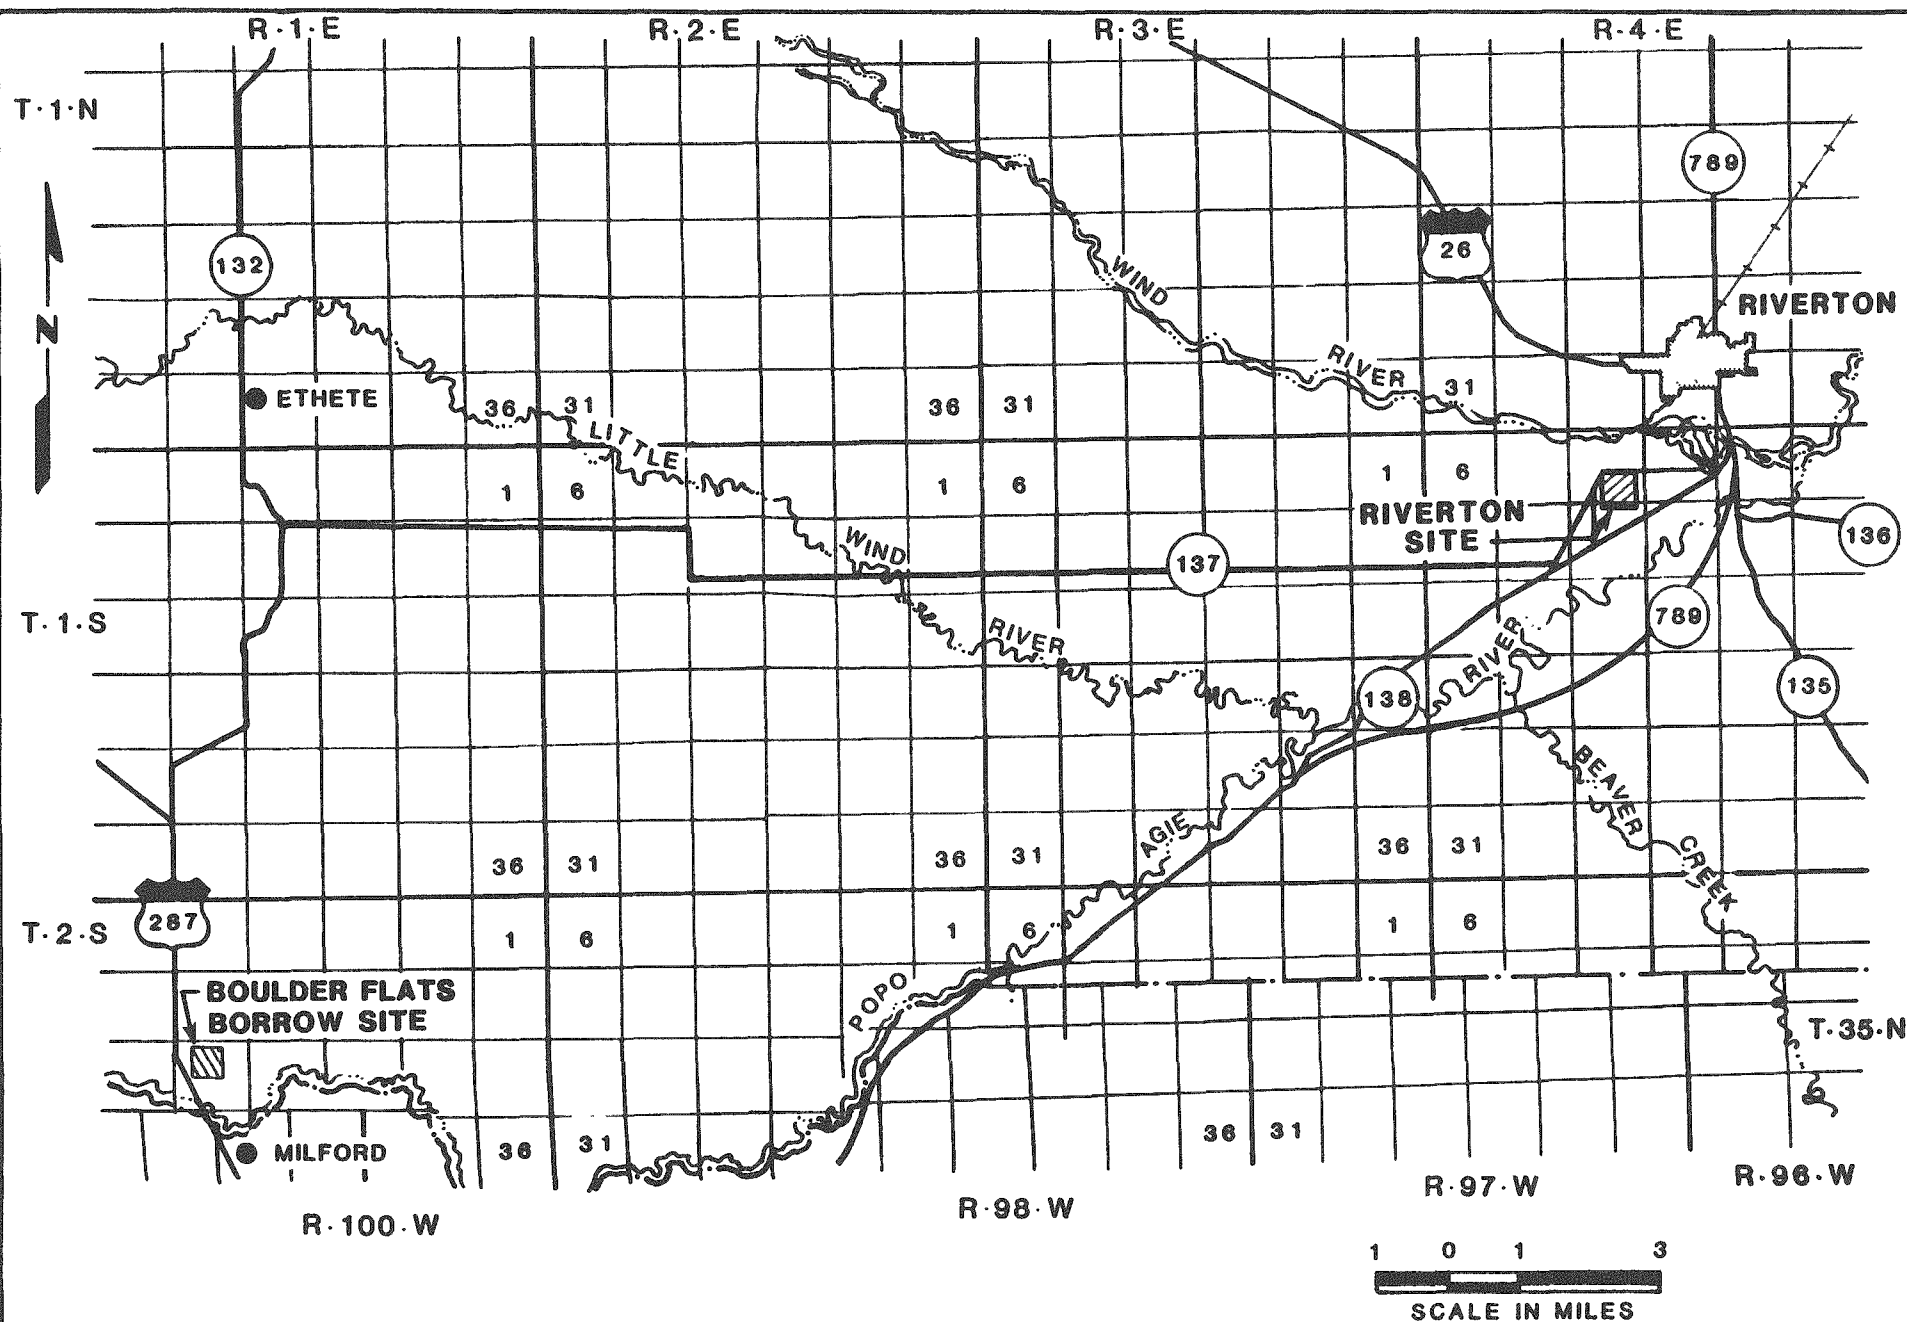 R·1·E R·2·E R·3·E R·4·E
T·1·N
789
132
26
N
WIND
RIVERTON
RIVER
ETHETE
36 31 36 31 31
LITTLE
1 6 1 6 1 6
RIVERTON
SITE
WIND
137
136
T·1·S
RIVER
789
RIVER
138
135
BEAVER
AGIE
CREEK
36 31 36 31 36 31
287
T·2·S
1 6 1 6 1 6
BOULDER FLATS
BORROW SITE
POPO
T·35·N
36 31 36 31
MILFORD
R·100·W R·98·W R·97·W R·96·W
1 0 1 3
SCALE IN MILES